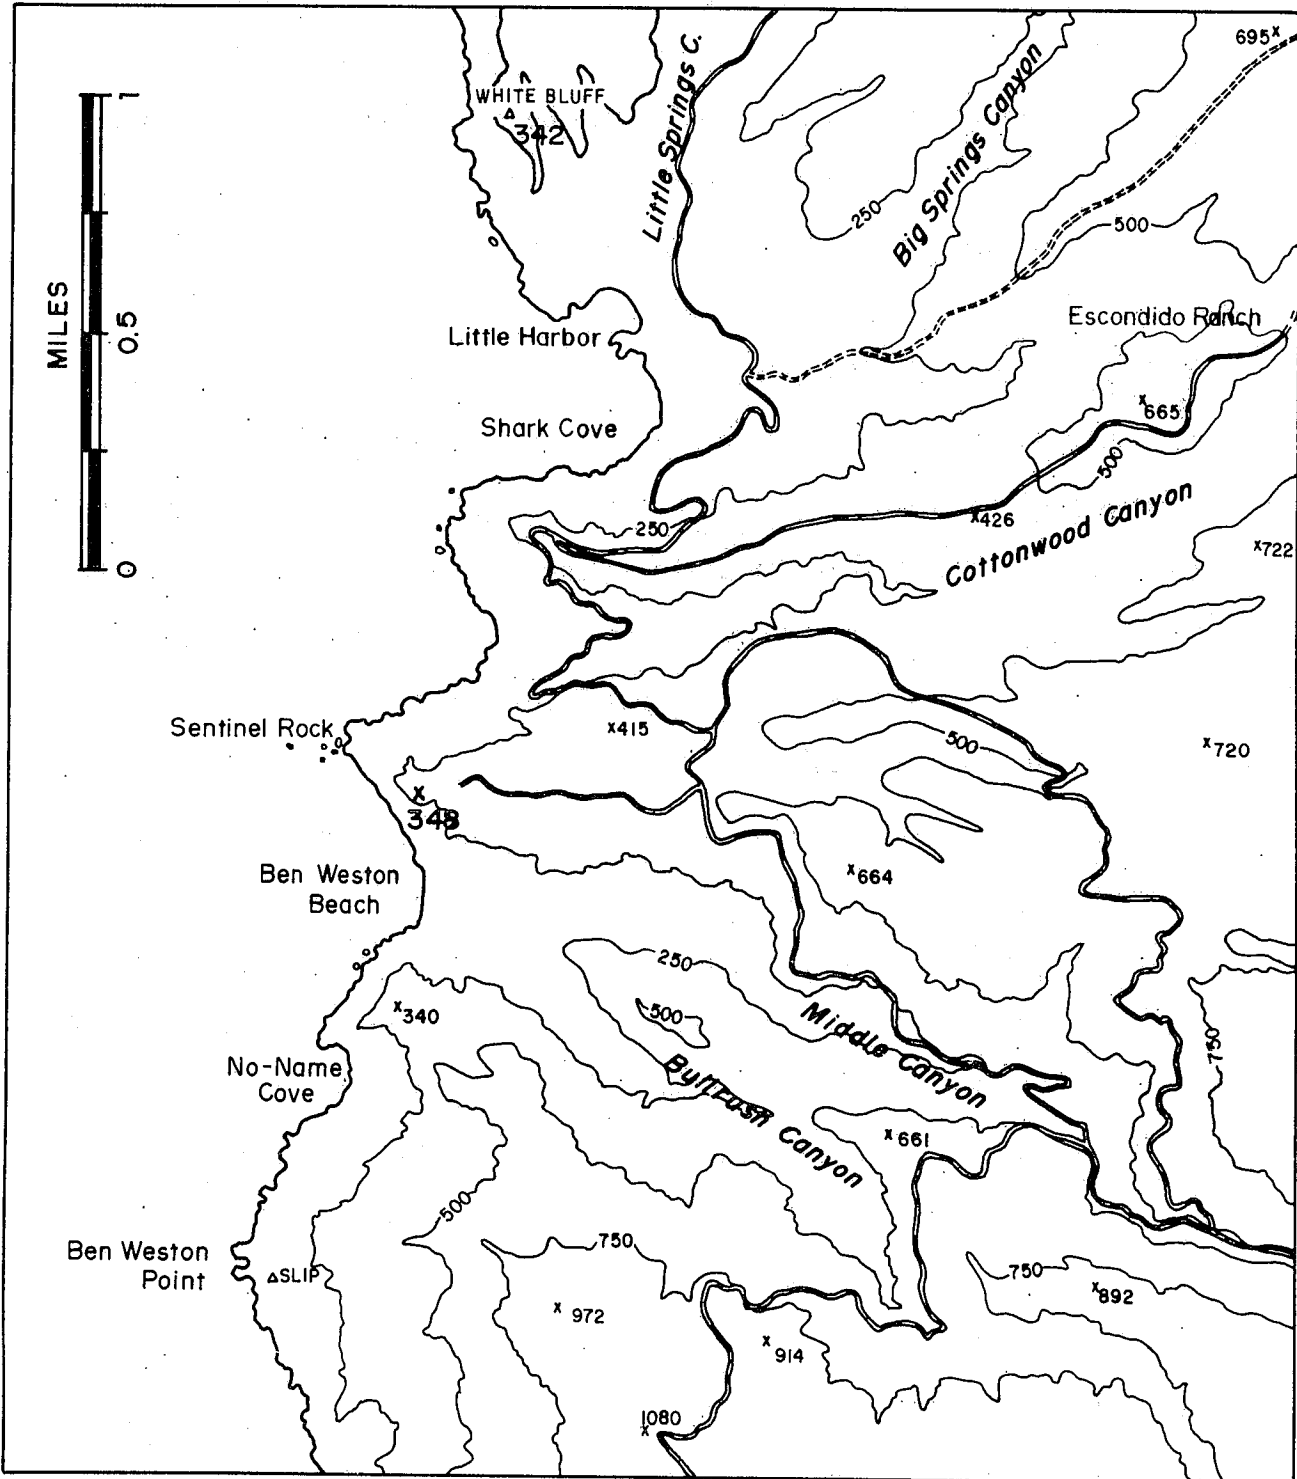 695
WHITE BLUFF
342
1
Little Springs C.
Big Springs Canyon
250
500
MILES
0.5
Little Harbor
Escondido Ranch
665
Shark Cove
500
250
426
Cottonwood Canyon
722
0
Sentinel Rock
415
500
720
348
Ben Weston
Beach
664
250
340
500
Middle Canyon
750
No-Name
Cove
Bullrush Canyon
661
500
Ben Weston
Point
SLIP
750
750
892
972
914
1080